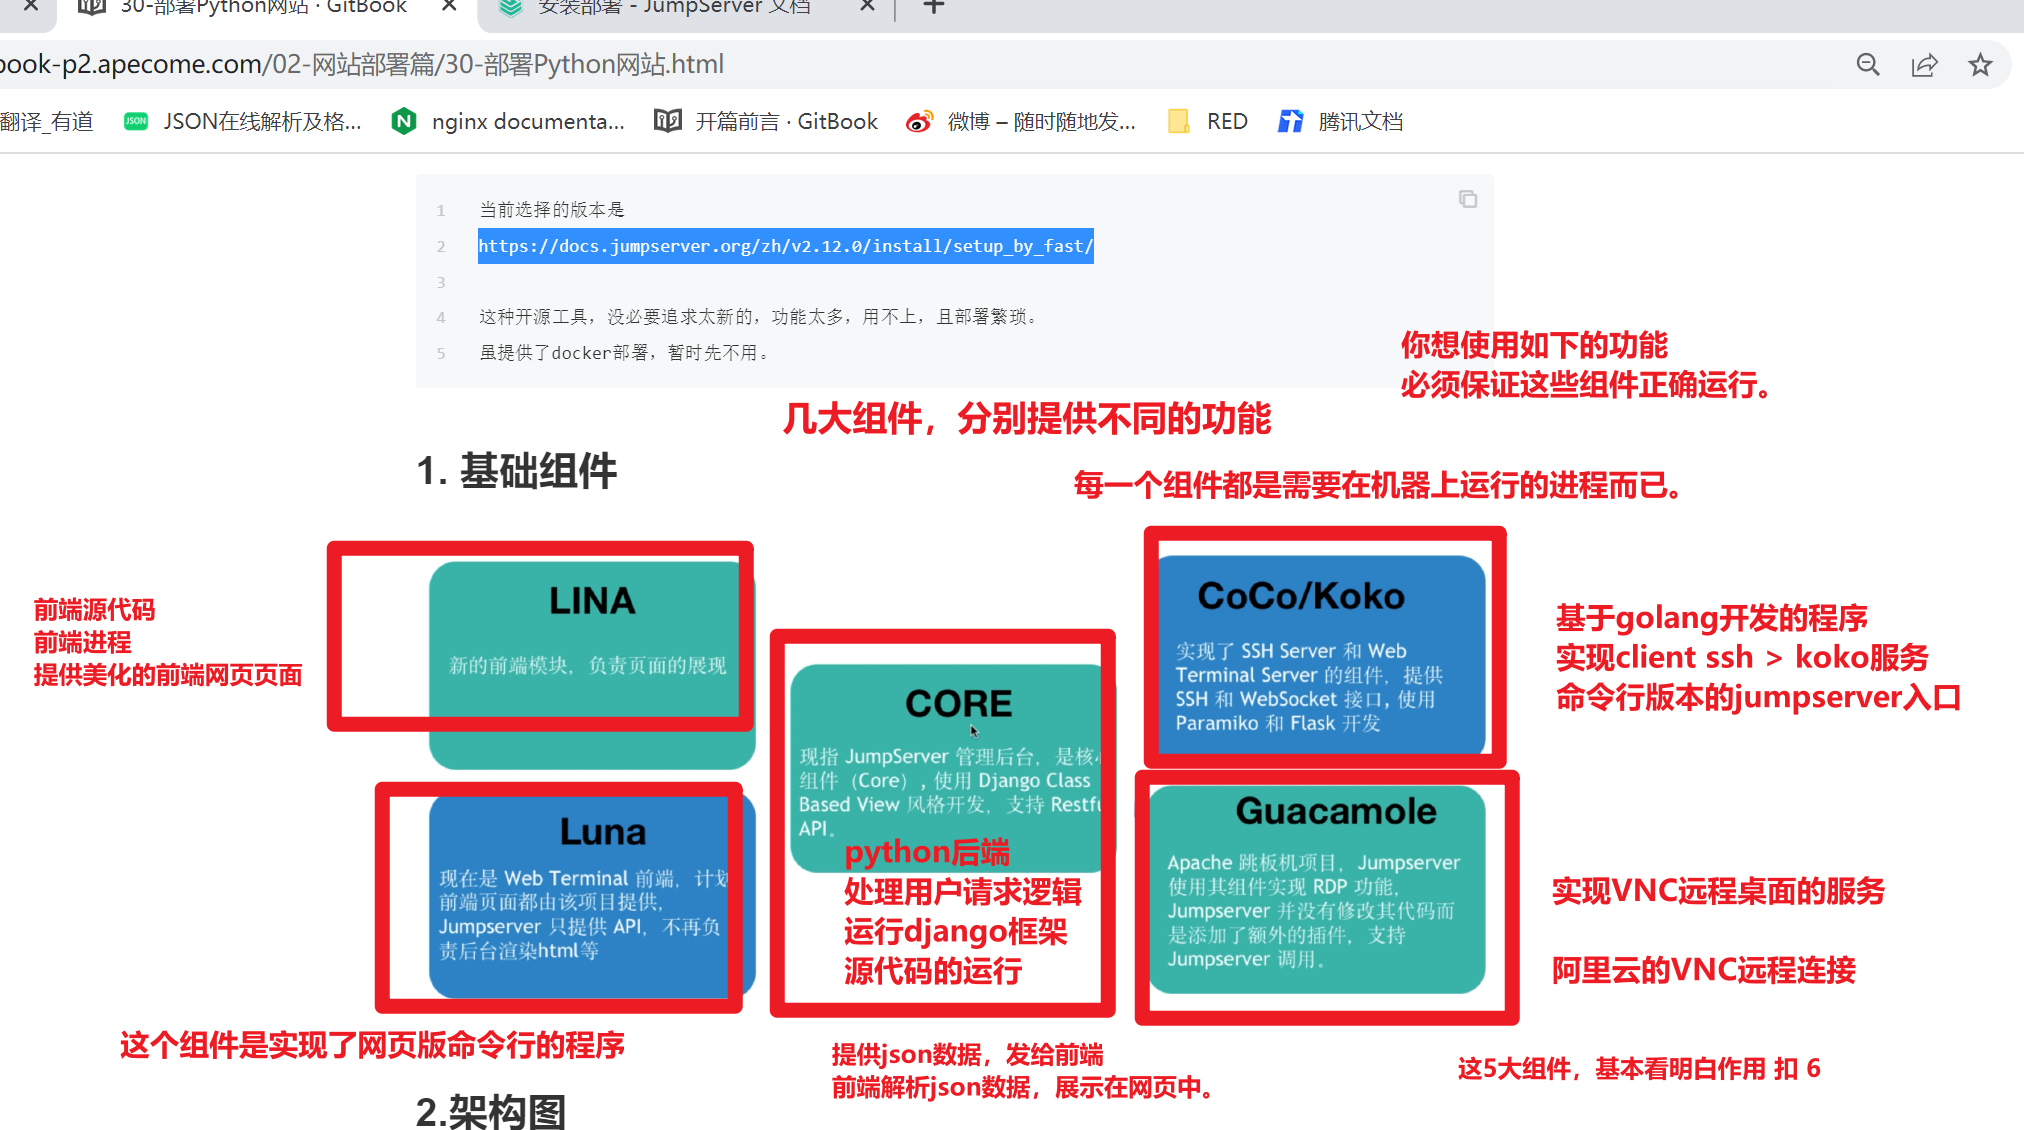 30-部署Python网站 · GitBook
安装部署 - JumpServer 文档
book-p2.apecome.com/02-网站部署篇/30-部署Python网站.html
翻译_有道
JSON
JSON在线解析及格...
nginx documenta...
开篇前言 · GitBook
微博 – 随时随地发...
RED
腾讯文档
1 当前选择的版本是
2 https://docs.jumpserver.org/zh/v2.12.0/install/setup_by_fast/
3
4 这种开源工具，没必要追求太新的，功能太多，用不上，且部署繁琐。
5 虽提供了docker部署，暂时先不用。
你想使用如下的功能
必须保证这些组件正确运行。
几大组件，分别提供不同的功能
1. 基础组件
每一个组件都是需要在机器上运行的进程而已。
前端源代码
前端进程
提供美化的前端网页页面
LINA
新的前端模块，负责页面的展现
CORE
现指 JumpServer 管理后台，是核心
组件（Core），使用 Django Class
Based View 风格开发，支持 Restfu
API。
python后端
处理用户请求逻辑
运行django框架
源代码的运行
CoCo/Koko
实现了 SSH Server 和 Web
Terminal Server 的组件，提供
SSH 和 WebSocket 接口，使用
Paramiko 和 Flask 开发
基于golang开发的程序
实现client ssh > koko服务
命令行版本的jumpserver入口
Luna
现在是 Web Terminal 前端，计划
前端页面都由该项目提供，
Jumpserver 只提供 API，不再负
责后台渲染html等
Guacamole
Apache 跳板机项目，Jumpserver
使用其组件实现 RDP 功能，
Jumpserver 并没有修改其代码而
是添加了额外的插件，支持
Jumpserver 调用。
实现VNC远程桌面的服务
阿里云的VNC远程连接
这个组件是实现了网页版命令行的程序
提供json数据，发给前端
前端解析json数据，展示在网页中。
这5大组件，基本看明白作用 扣 6
2.架构图